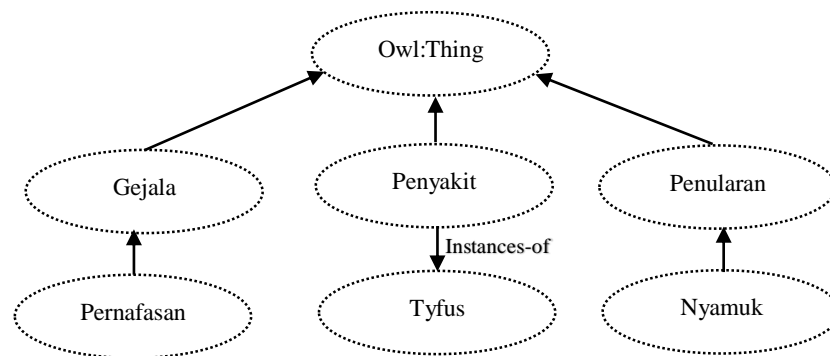 Owl:Thing
Gejala
Penyakit
Penularan
Instances-of
Pernafasan
Tyfus
Nyamuk